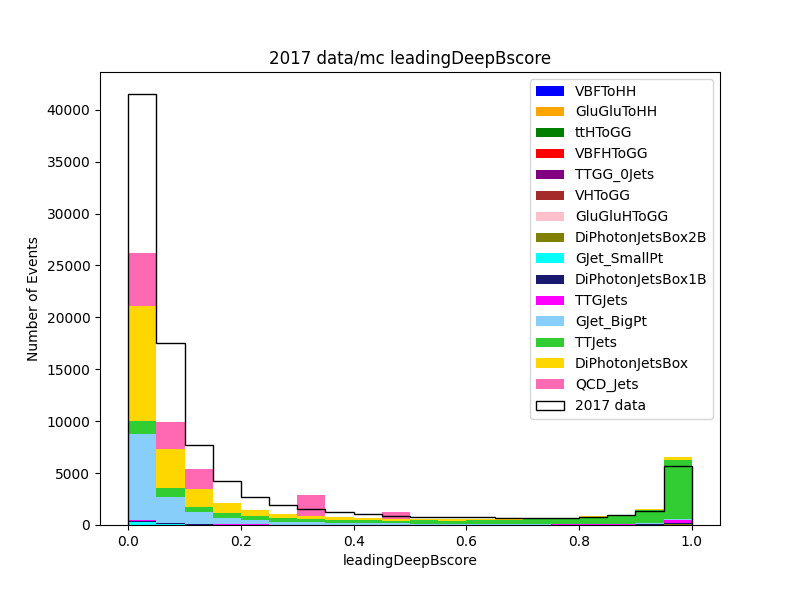 2017 data/mc leadingDeepBscore
Number of Events
40000
35000
30000
25000
20000
15000
10000
5000
0
0.0 0.2 0.4 0.6 0.8 1.0
leadingDeepBscore
VBFToHH
GluGluToHH
ttHToGG
VBFHToGG
TTGG_0Jets
VHToGG
GluGluHToGG
DiPhotonJetsBox2B
GJet_SmallPt
DiPhotonJetsBox1B
TTGJets
GJet_BigPt
TTJets
DiPhotonJetsBox
QCD_Jets
2017 data